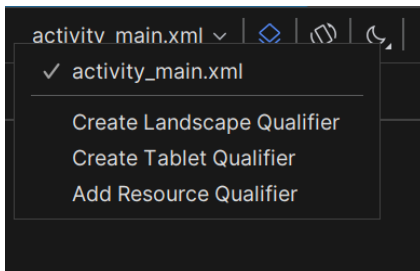 activity_main.xml
activity_main.xml
Create Landscape Qualifier
Create Tablet Qualifier
Add Resource Qualifier